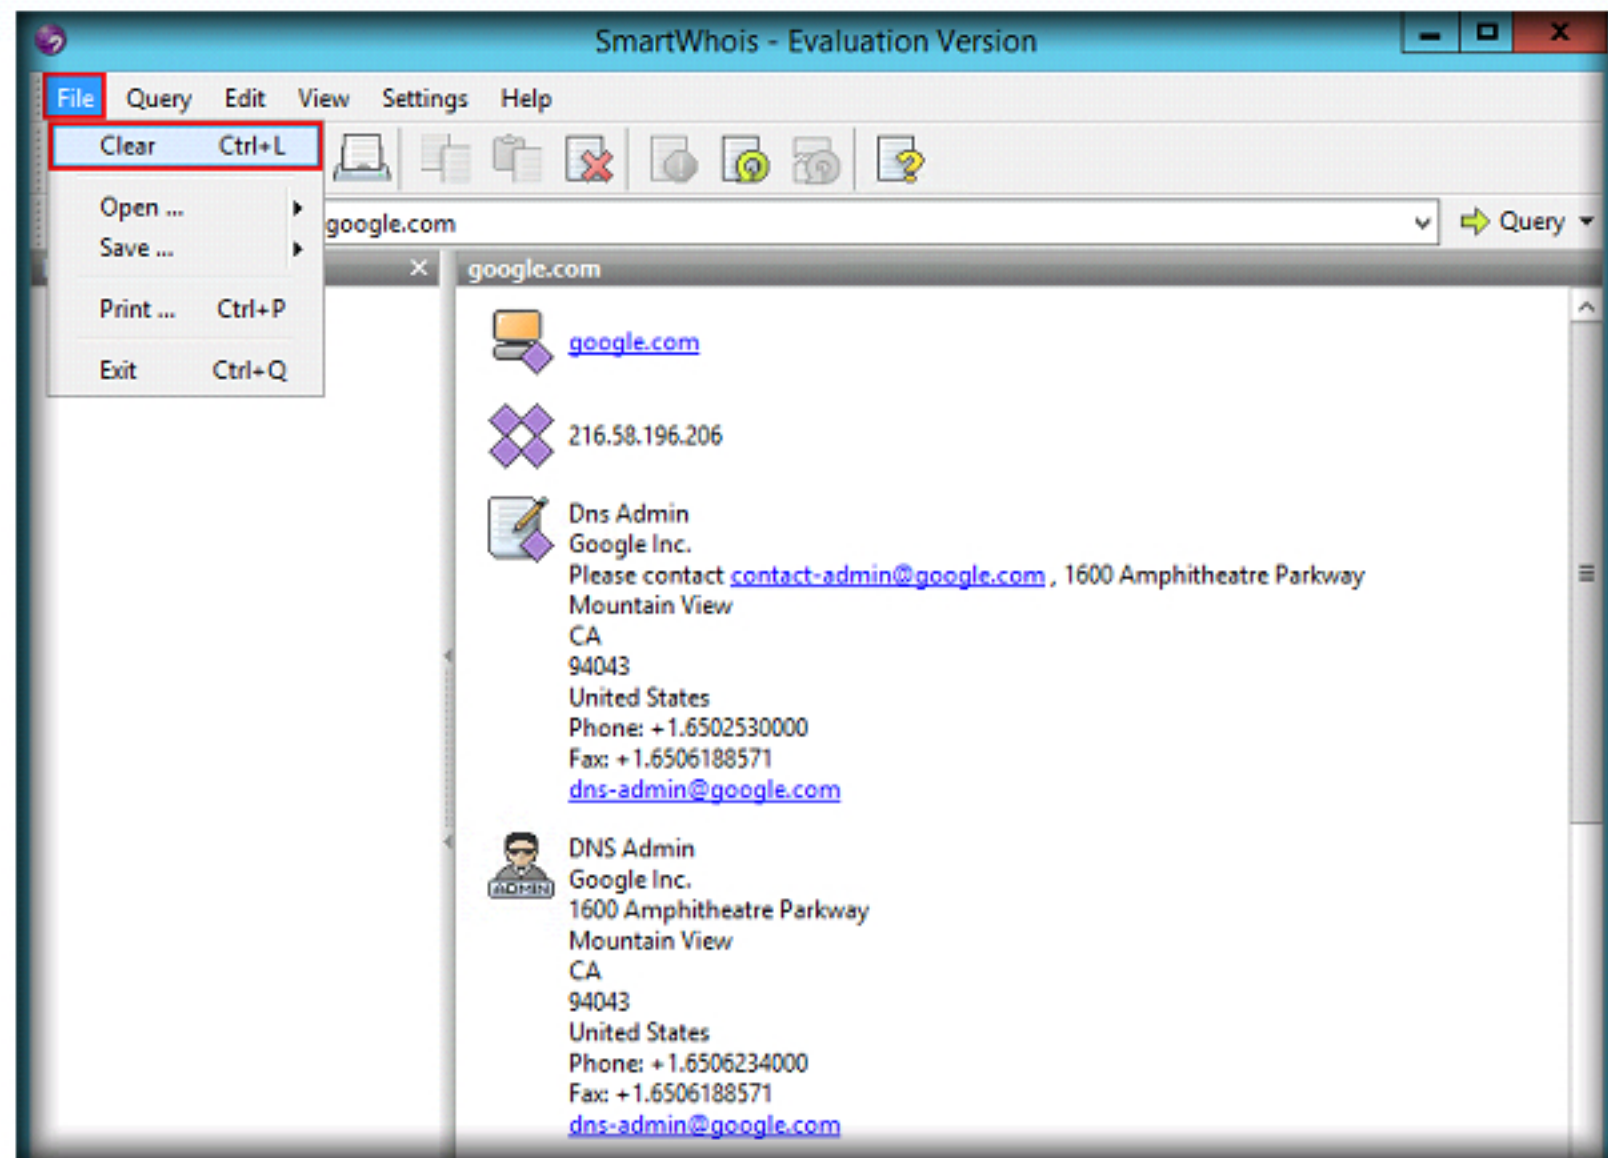 SmartWhois - Evaluation Version
File Query Edit View Settings Help
Clear Ctrl+L
Open ...
Save ...
Print ... Ctrl+P
Exit Ctrl+Q
google.com
Query
google.com
google.com
216.58.196.206
Dns Admin
Google Inc.
Please contact contact-admin@google.com , 1600 Amphitheatre Parkway
Mountain View
CA
94043
United States
Phone: +1.6502530000
Fax: +1.6506188571
dns-admin@google.com
ADMIN
DNS Admin
Google Inc.
1600 Amphitheatre Parkway
Mountain View
CA
94043
United States
Phone: +1.6506234000
Fax: +1.6506188571
dns-admin@google.com